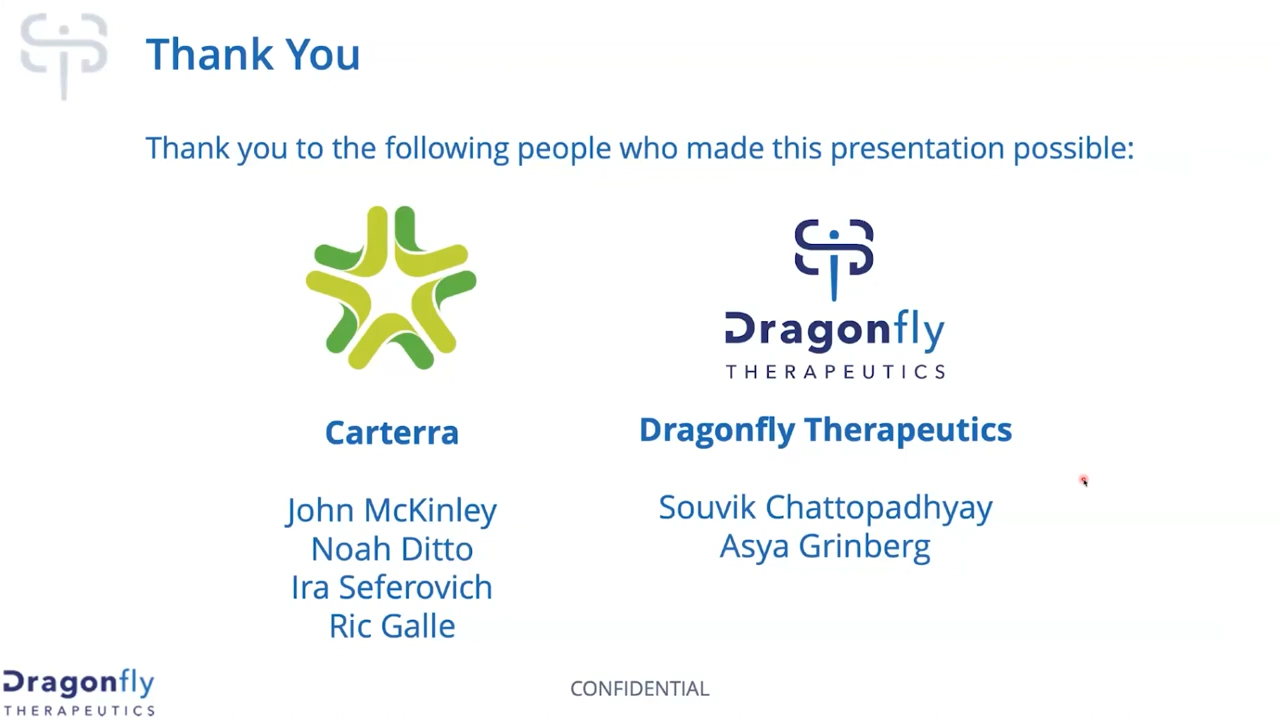 Thank You
Thank you to the following people who made this presentation possible:
Dragonfly
THERAPEUTICS
Carterra
John McKinley
Noah Ditto
Ira Seferovich
Ric Galle
Dragonfly Therapeutics
Souvik Chattopadhyay
Asya Grinberg
Dragonfly
THERAPEUTICS
CONFIDENTIAL